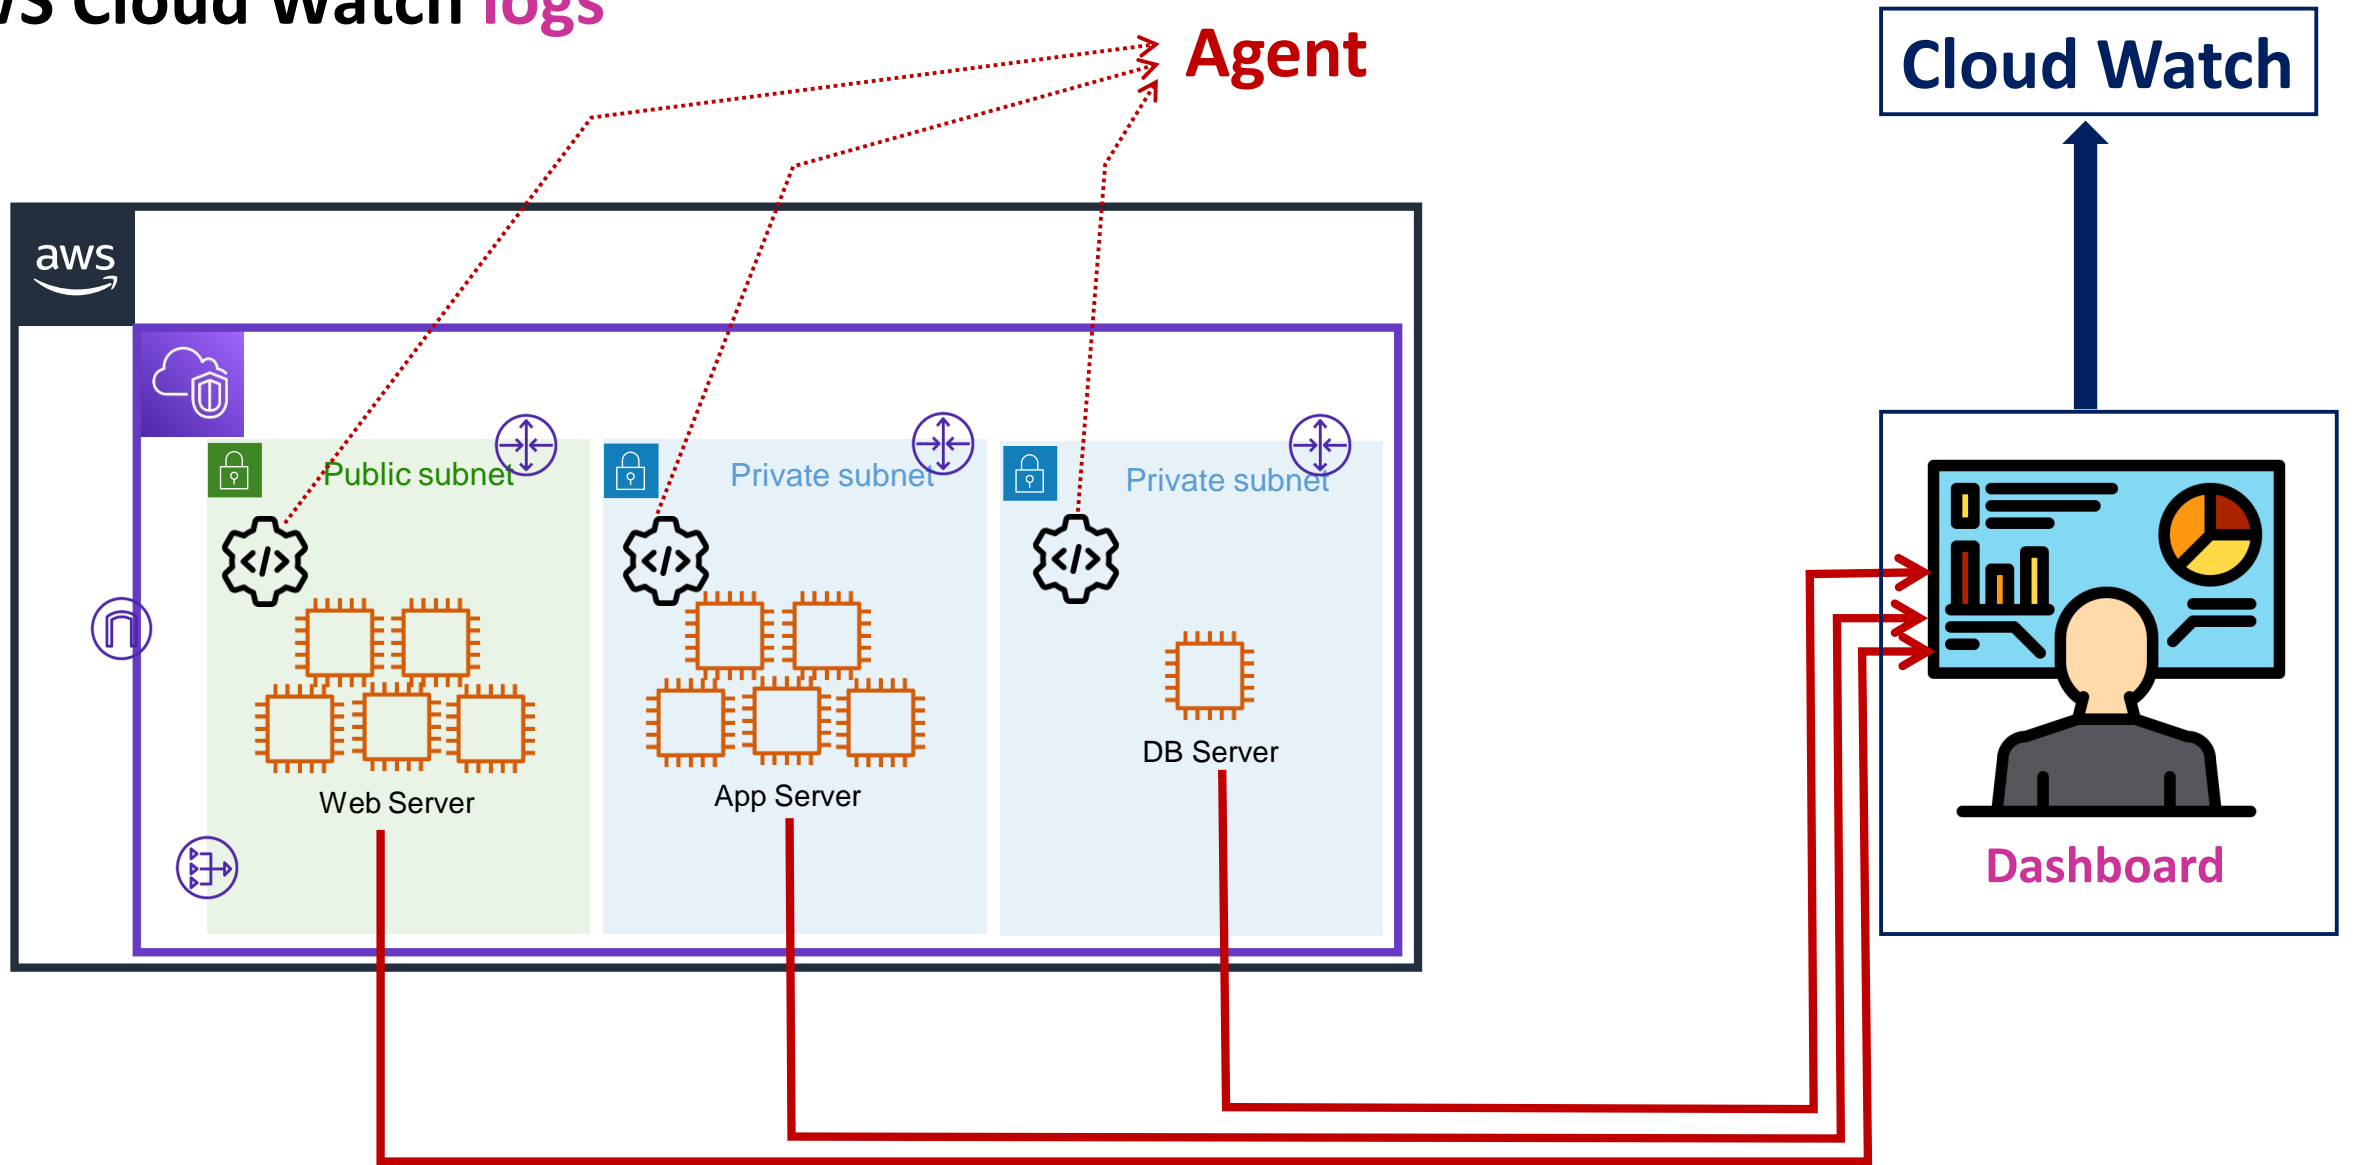 Cloud Watch logs
Agent
Cloud Watch
aws
Public subnet
Private subnet
Private subnet
Web Server
App Server
DB Server
Dashboard